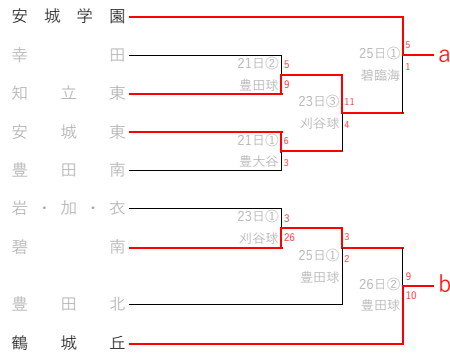 安城学園
5
a
幸田
25日①
21日②
5
1
碧臨海
豊田球
9
知立東
23日③
11
刈谷球
4
安城東
21日①
6
豊大谷
3
豊田南
岩・加・衣
23日①
3
刈谷球
26
3
碧南
25日①
2
豊田球
9
26日②
b
豊田球
10
豊田北
鶴城丘